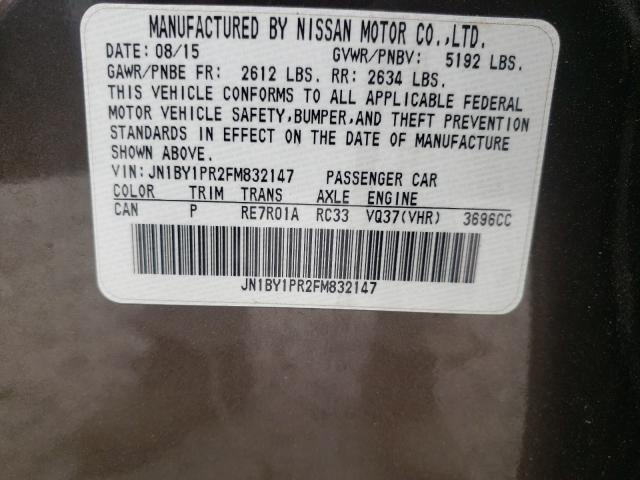 MANUFACTURED BY NISSAN MOTOR CO.,LTD.
DATE: 08/15 GVWR/PNBV: 5192 LBS.
GAWR/PNBE FR: 2612 LBS. RR: 2634 LBS.
THIS VEHICLE CONFORMS TO ALL APPLICABLE FEDERAL
MOTOR VEHICLE SAFETY,BUMPER,AND THEFT PREVENTION
STANDARDS IN EFFECT ON THE DATE OF MANUFACTURE
SHOWN ABOVE.
VIN:JN1BY1PR2FM832147 PASSENGER CAR
COLOR TRIM TRANS AXLE ENGINE
CAN P RE7R01A RC33 VQ37(VHR) 3696CC
JN1BY1PR2FM832147